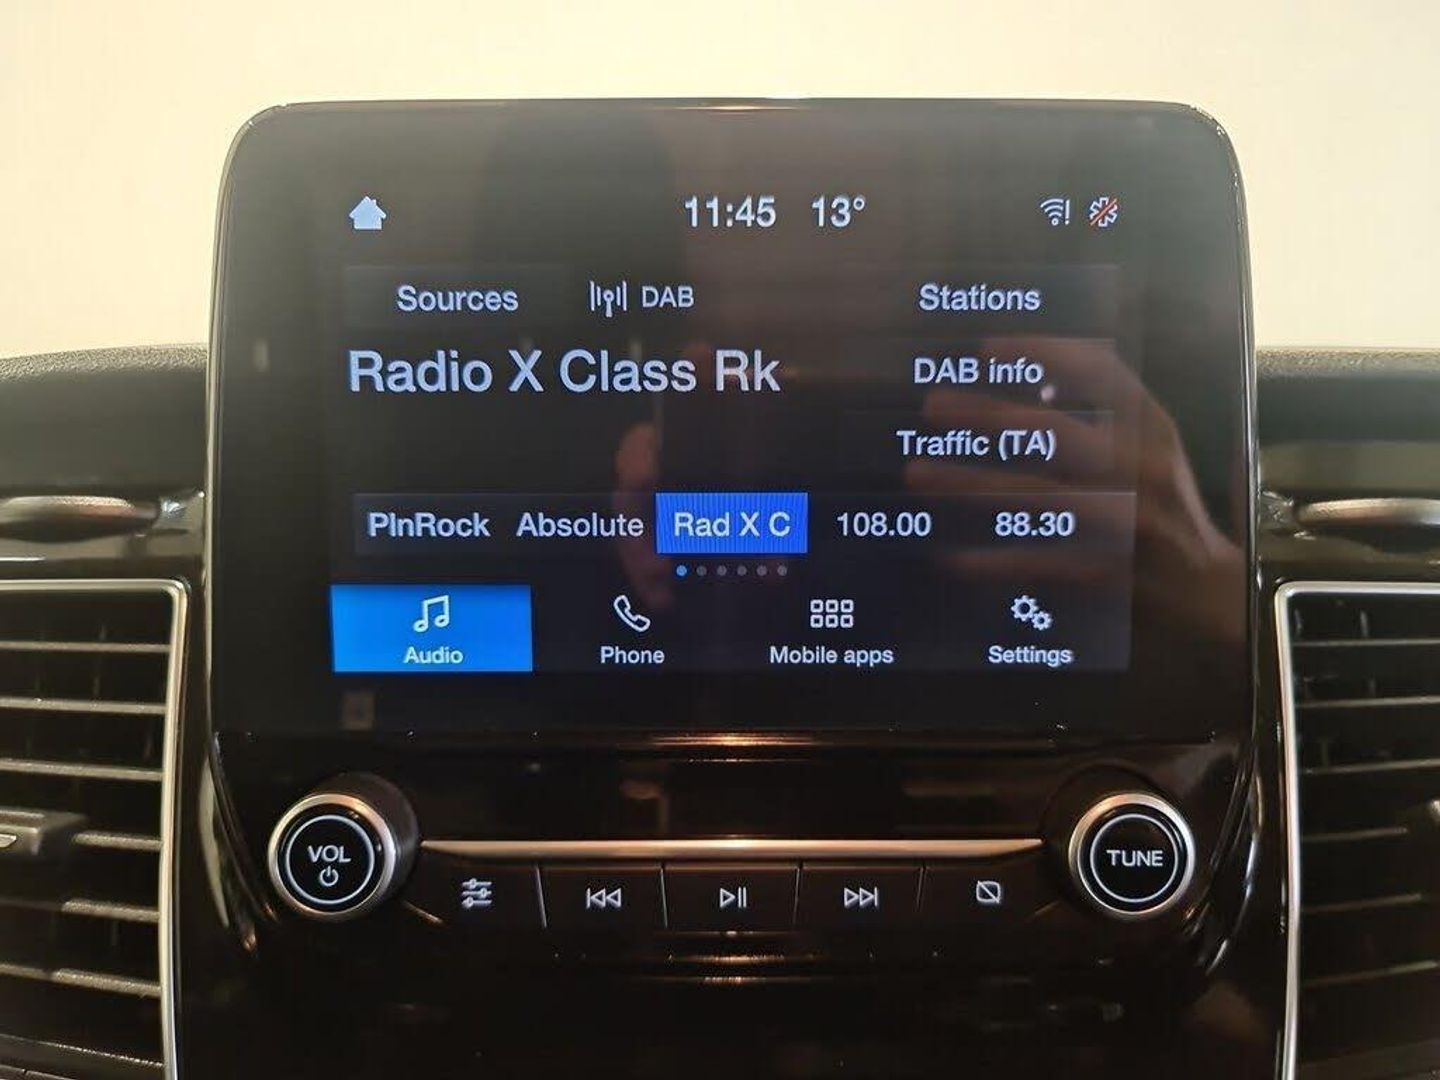 11:45 13°
Sources DAB Stations
Radio X Class Rk
DAB info
Traffic (TA)
PlnRock Absolute Rad X C 108.00 88.30
Audio Phone Mobile apps Settings
VOL TUNE